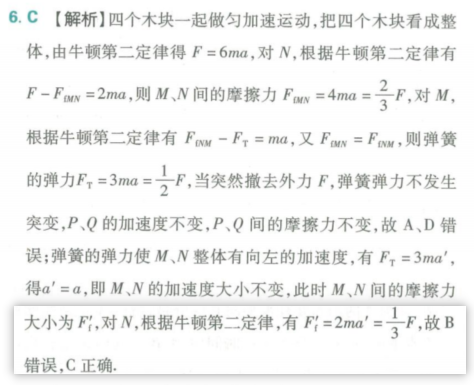 6. C 【解析】四个木块一起做匀加速运动,把四个木块看成整
体,由牛顿第二定律得 F=6ma,对 N,根据牛顿第二定律有
F-F_{fMN}=2ma,则 M、N 间的摩擦力 F_{fMN}=4ma=\frac{2}{3}F,对 M,
根据牛顿第二定律有 F_{fNM}-F_T=ma,又 F_{fMN}=F_{fNM},则弹簧
的弹力F_T=3ma=\frac{1}{2}F,当突然撤去外力 F,弹簧弹力不发生
突变,P、Q 的加速度不变,P、Q 间的摩擦力不变,故 A、D 错
误;弹簧的弹力使 M、N 整体有向左的加速度,有 F_T=3ma',
得a'=a,即 M、N 的加速度大小不变,此时 M、N 间的摩擦力
大小为 F_f',对 N,根据牛顿第二定律,有 F_f'=2ma'=\frac{1}{3}F,故 B
错误,C 正确.